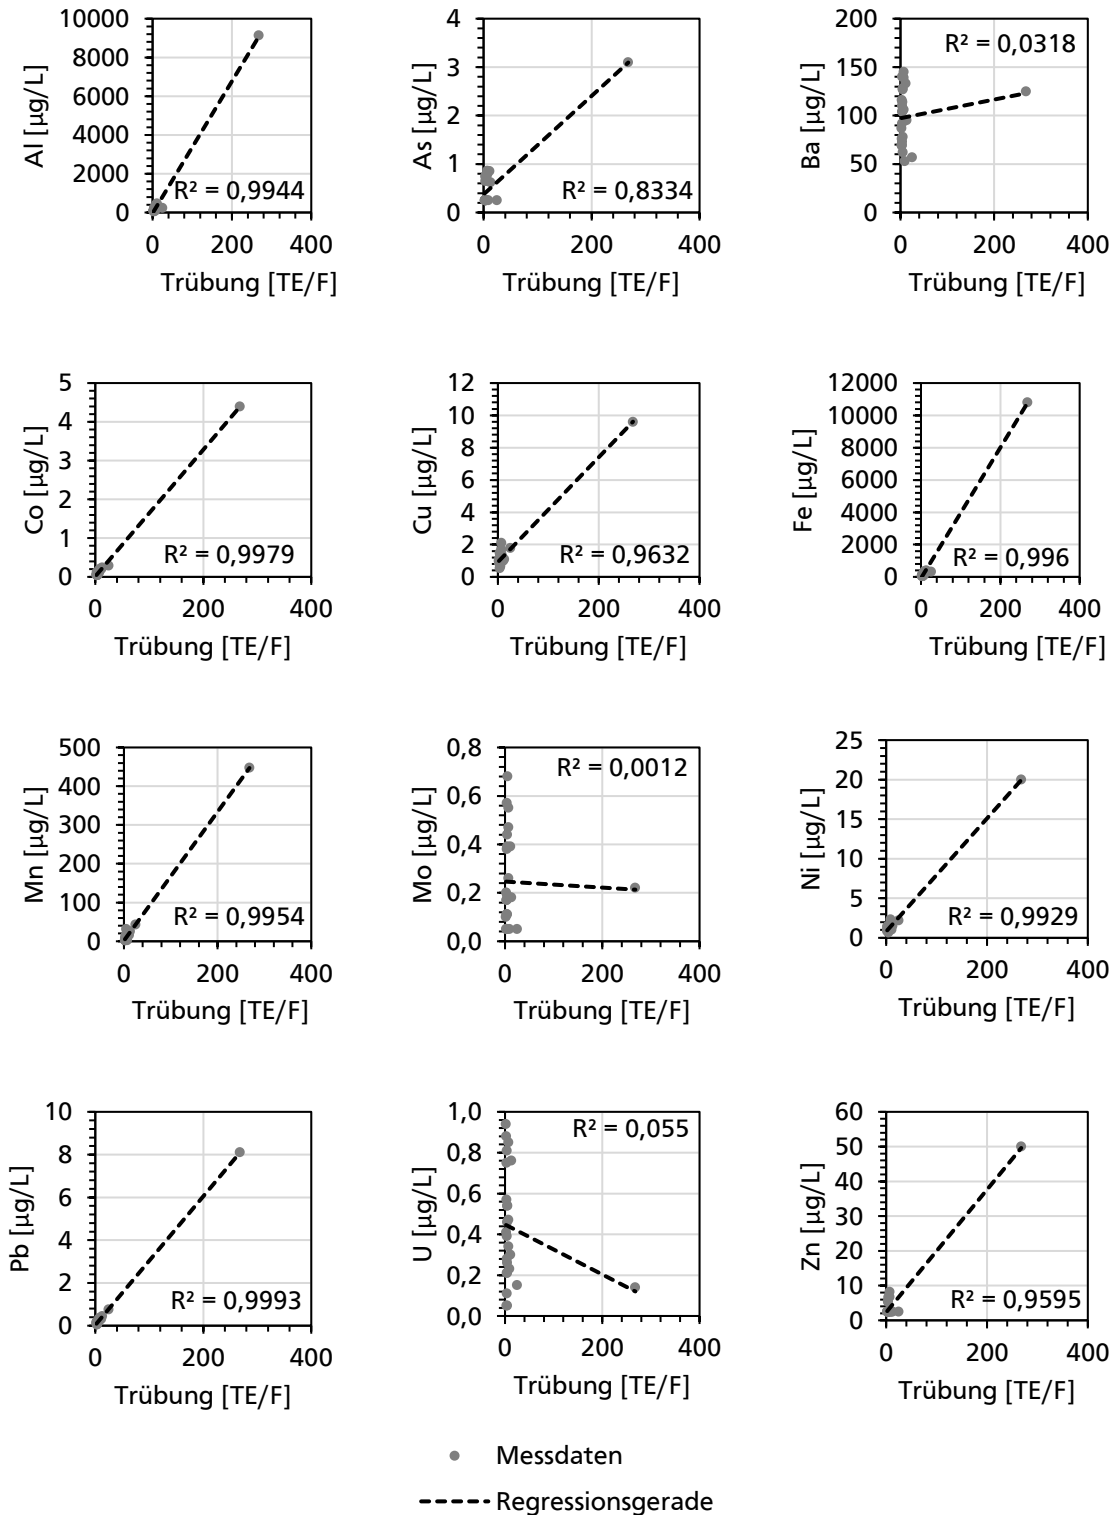 10000
8000
6000
4000
2000
0
Al [µg/L]
R² = 0,9944
0 200 400
Trübung [TE/F]
4
3
2
1
0
As [µg/L]
R² = 0,8334
0 200 400
Trübung [TE/F]
200
150
100
50
0
Ba [µg/L]
R² = 0,0318
0 200 400
Trübung [TE/F]
5
4
3
2
1
0
Co [µg/L]
R² = 0,9979
0 200 400
Trübung [TE/F]
12
10
8
6
4
2
0
Cu [µg/L]
R² = 0,9632
0 200 400
Trübung [TE/F]
12000
10000
8000
6000
4000
2000
0
Fe [µg/L]
R² = 0,996
0 200 400
Trübung [TE/F]
500
400
300
200
100
0
Mn [µg/L]
R² = 0,9954
0 200 400
Trübung [TE/F]
0,8
0,6
0,4
0,2
0,0
Mo [µg/L]
R² = 0,0012
0 200 400
Trübung [TE/F]
25
20
15
10
5
0
Ni [µg/L]
R² = 0,9929
0 200 400
Trübung [TE/F]
10
8
6
4
2
0
Pb [µg/L]
R² = 0,9993
0 200 400
Trübung [TE/F]
1,0
0,8
0,6
0,4
0,2
0,0
U [µg/L]
R² = 0,055
0 200 400
Trübung [TE/F]
60
50
40
30
20
10
0
Zn [µg/L]
R² = 0,9595
0 200 400
Trübung [TE/F]
Messdaten
Regressionsgerade